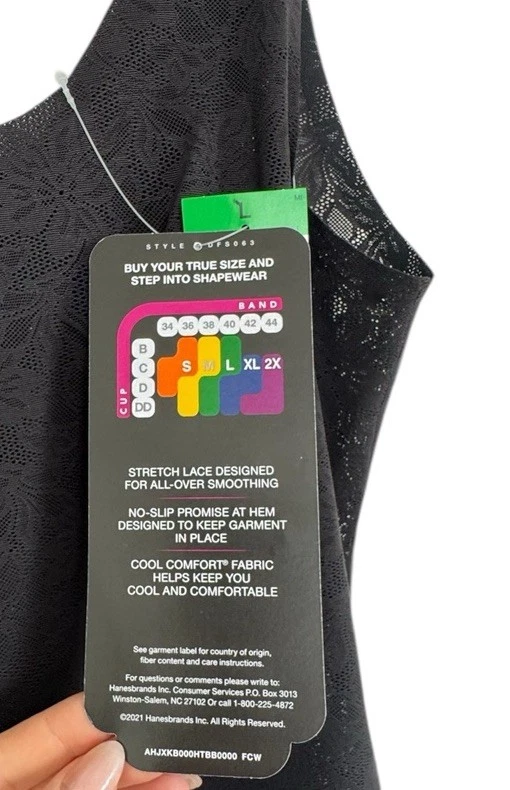 L
STYLE DFS063
BUY YOUR TRUE SIZE AND
STEP INTO SHAPEWEAR
BAND
34 36 38 40 42 44
CUP
B
C
D
DD
S M L XL 2X
STRETCH LACE DESIGNED
FOR ALL-OVER SMOOTHING
NO-SLIP PROMISE AT HEM
DESIGNED TO KEEP GARMENT
IN PLACE
COOL COMFORT® FABRIC
HELPS KEEP YOU
COOL AND COMFORTABLE
See garment label for country of origin,
fiber content and care instructions.
For questions or comments please write to:
Hanesbrands Inc. Consumer Services P.O. Box 3013
Winston-Salem, NC 27102 Or call 1-800-225-4872
©2021 Hanesbrands Inc. All Rights Reserved.
AHJXKB000HTBB0000 FCW